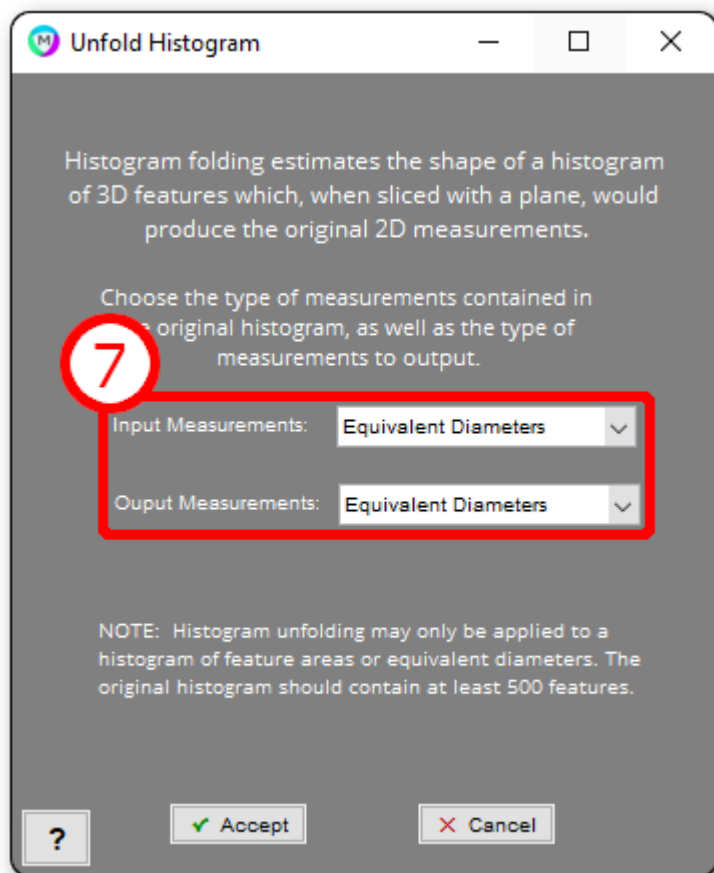 Unfold Histogram
Histogram folding estimates the shape of a histogram
of 3D features which, when sliced with a plane, would
produce the original 2D measurements.
Choose the type of measurements contained in
original histogram, as well as the type of
measurements to output.
7
Input Measurements: Equivalent Diameters
Ouput Measurements: Equivalent Diameters
NOTE: Histogram unfolding may only be applied to a
histogram of feature areas or equivalent diameters. The
original histogram should contain at least 500 features.
? Accept Cancel